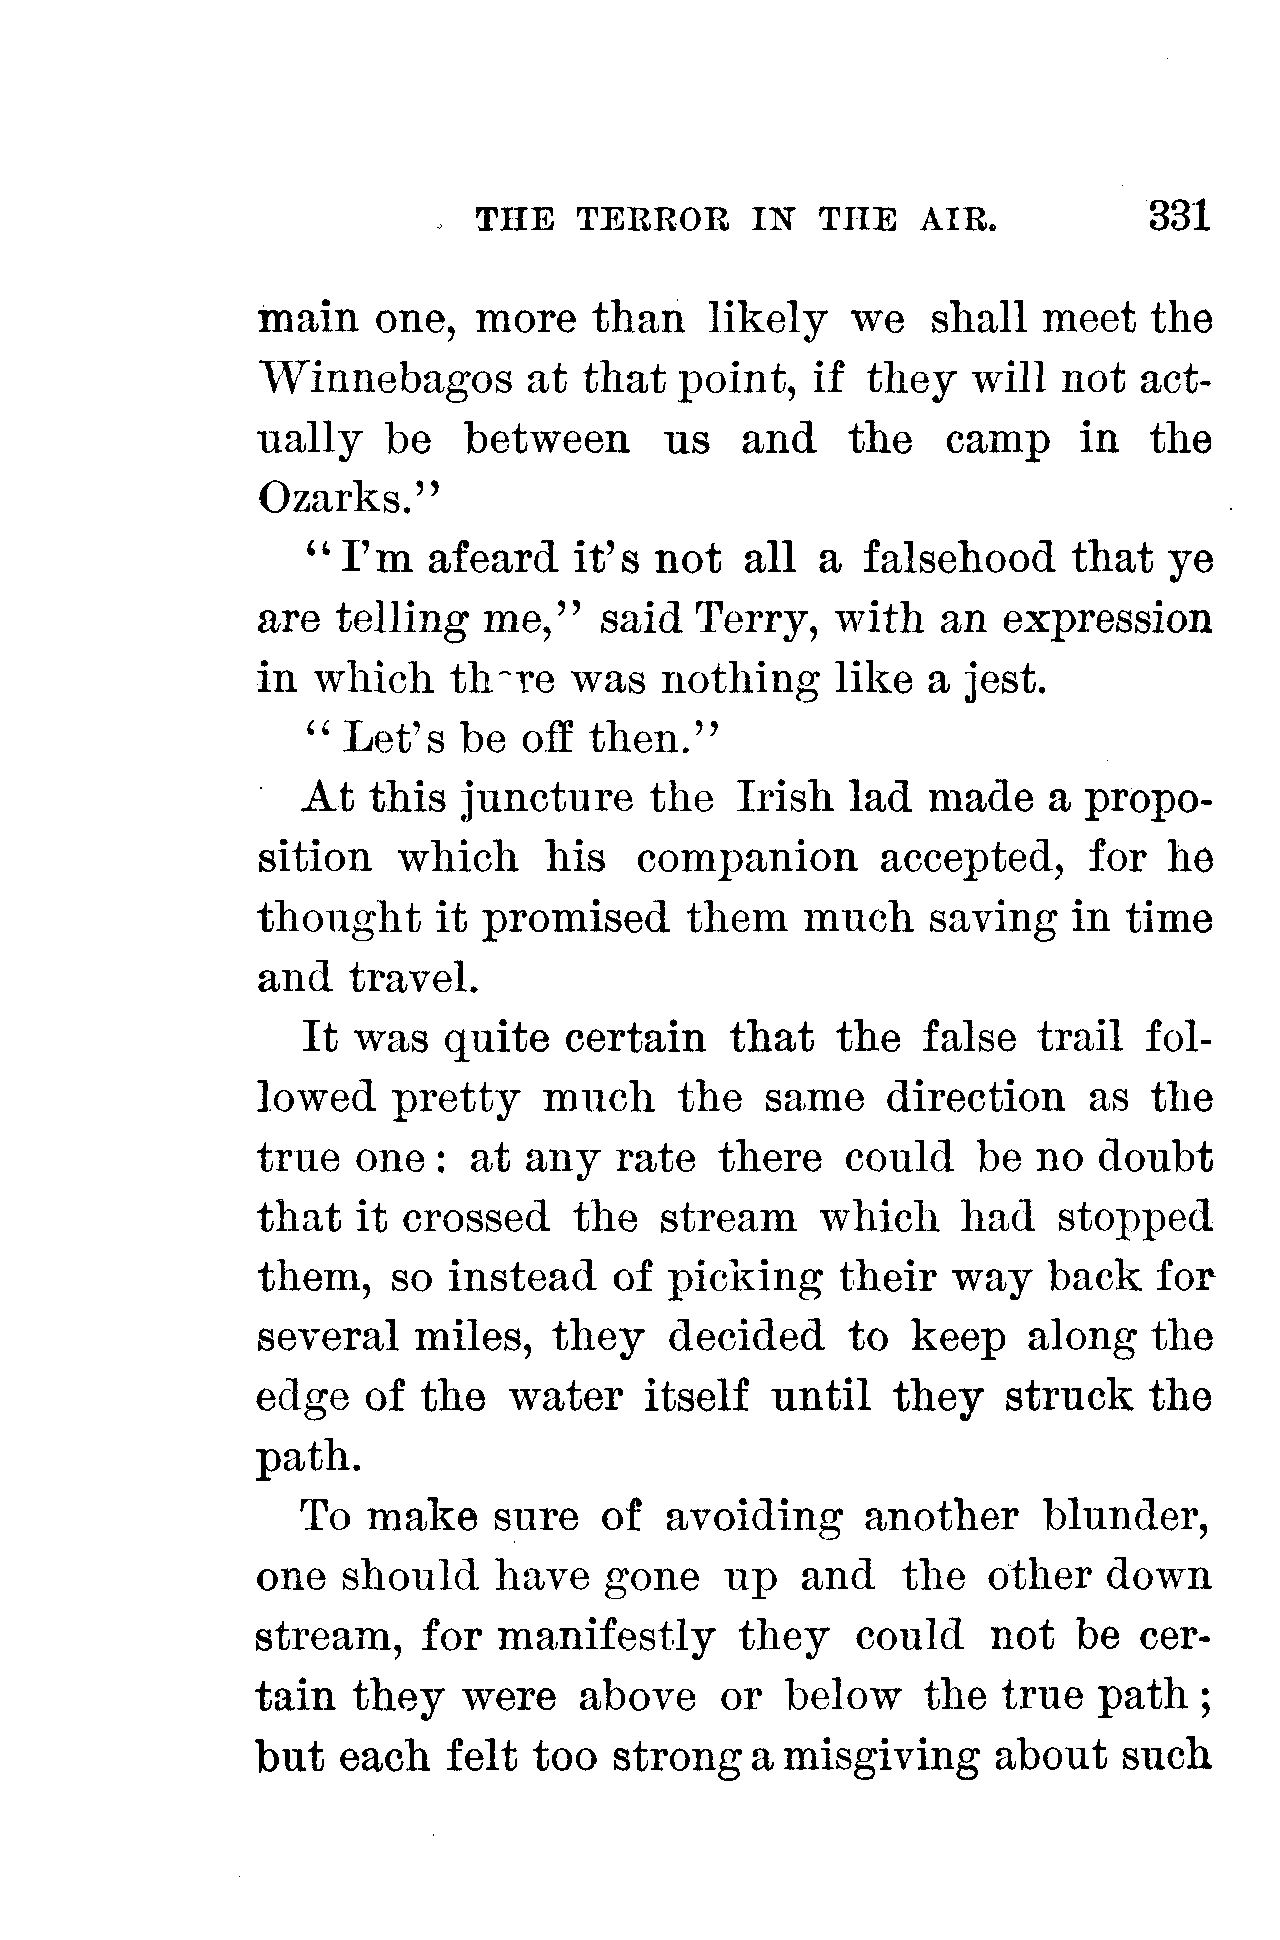 THE TERROR IN THE AIR. 331
main one, more than likely we shall meet the
Winnebagos at that point, if they will not act-
ually be between us and the camp in the
Ozarks."
"I'm afeard it's not all a falsehood that ye
are telling me," said Terry, with an expression
in which there was nothing like a jest.
"Let's be off then."
At this juncture the Irish lad made a propo-
sition which his companion accepted, for he
thought it promised them much saving in time
and travel.
It was quite certain that the false trail fol-
lowed pretty much the same direction as the
true one: at any rate there could be no doubt
that it crossed the stream which had stopped
them, so instead of picking their way back for
several miles, they decided to keep along the
edge of the water itself until they struck the
path.
To make sure of avoiding another blunder,
one should have gone up and the other down
stream, for manifestly they could not be cer-
tain they were above or below the true path;
but each felt too strong a misgiving about such